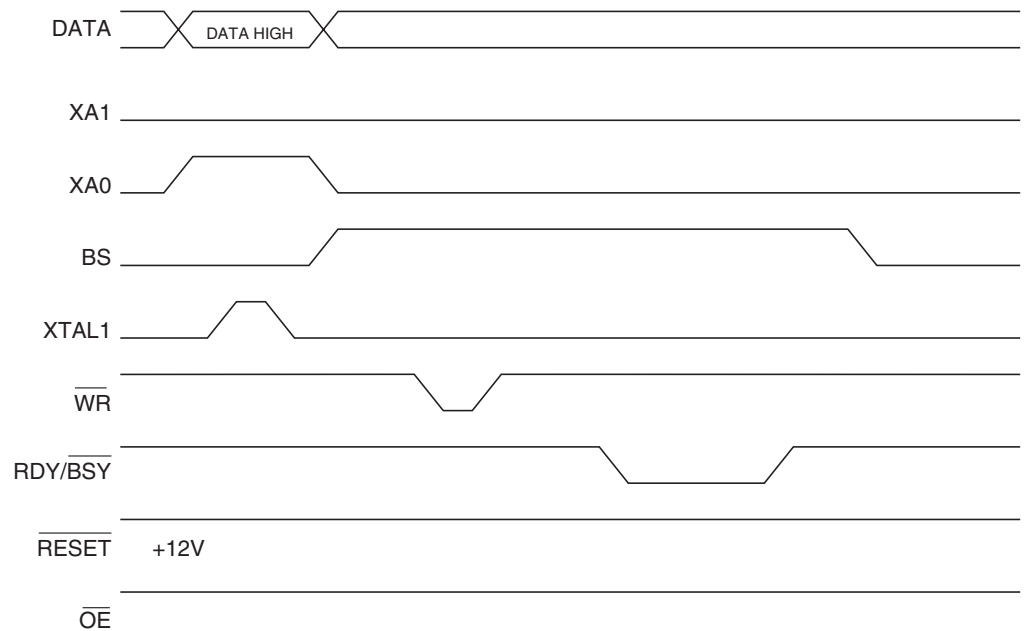 DATA
DATA HIGH
XA1
XA0
BS
XTAL1
WR
RDY/BSY
RESET +12V
OE